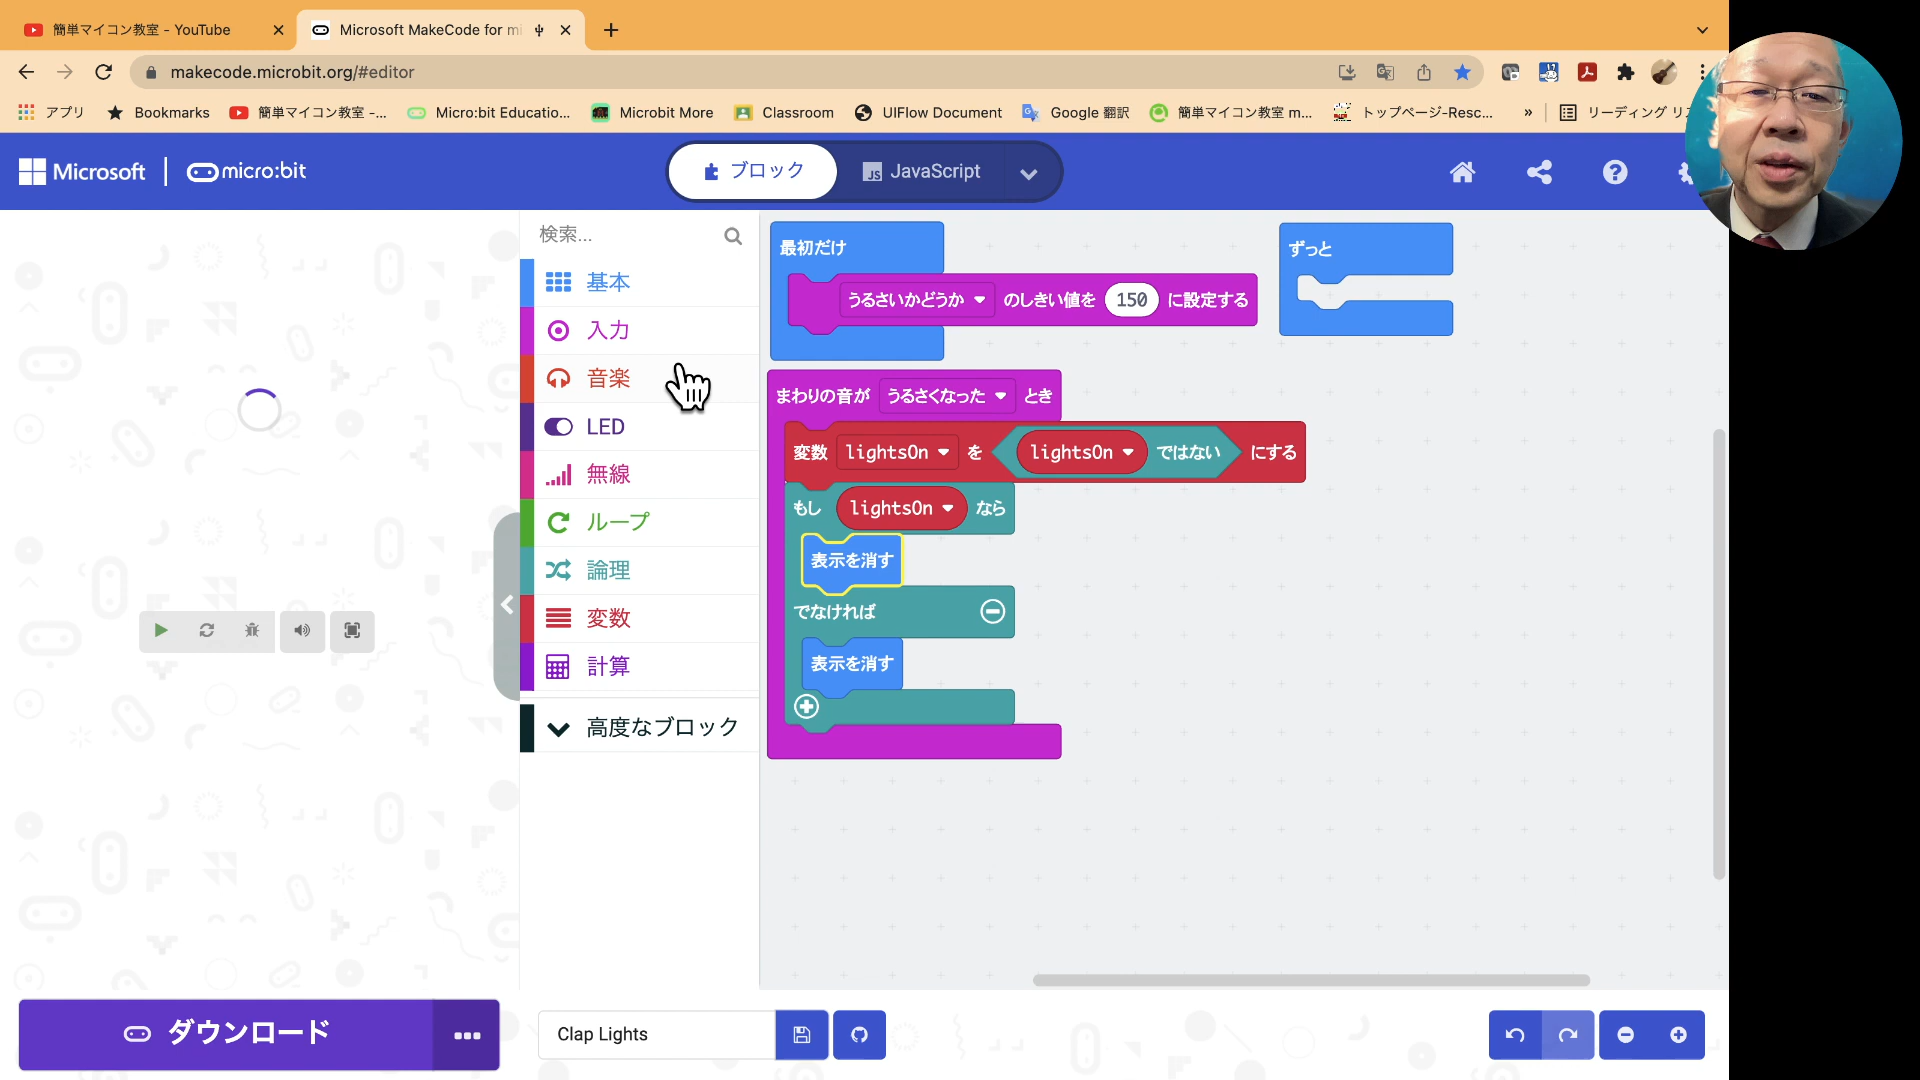 簡単マイコン教室 - YouTube
Microsoft MakeCode for mi
makecode.microbit.org/#editor
アプリ
Bookmarks
簡単マイコン教室 -...
Micro:bit Educatio...
Microbit More
Classroom
UIFlow Document
Google 翻訳
簡単マイコン教室 m...
トップページ-Resc...
»
リーディング リ
Microsoft
micro:bit
ブロック
JS JavaScript
検索...
基本
入力
音楽
LED
無線
ループ
論理
変数
計算
高度なブロック
最初だけ
うるさいかどうか のしきい値を 150 に設定する
ずっと
まわりの音が うるさくなった とき
変数 lightsOn を lightsOn ではない にする
もし lightsOn なら
表示を消す
でなければ
表示を消す
ダウンロード
...
Clap Lights